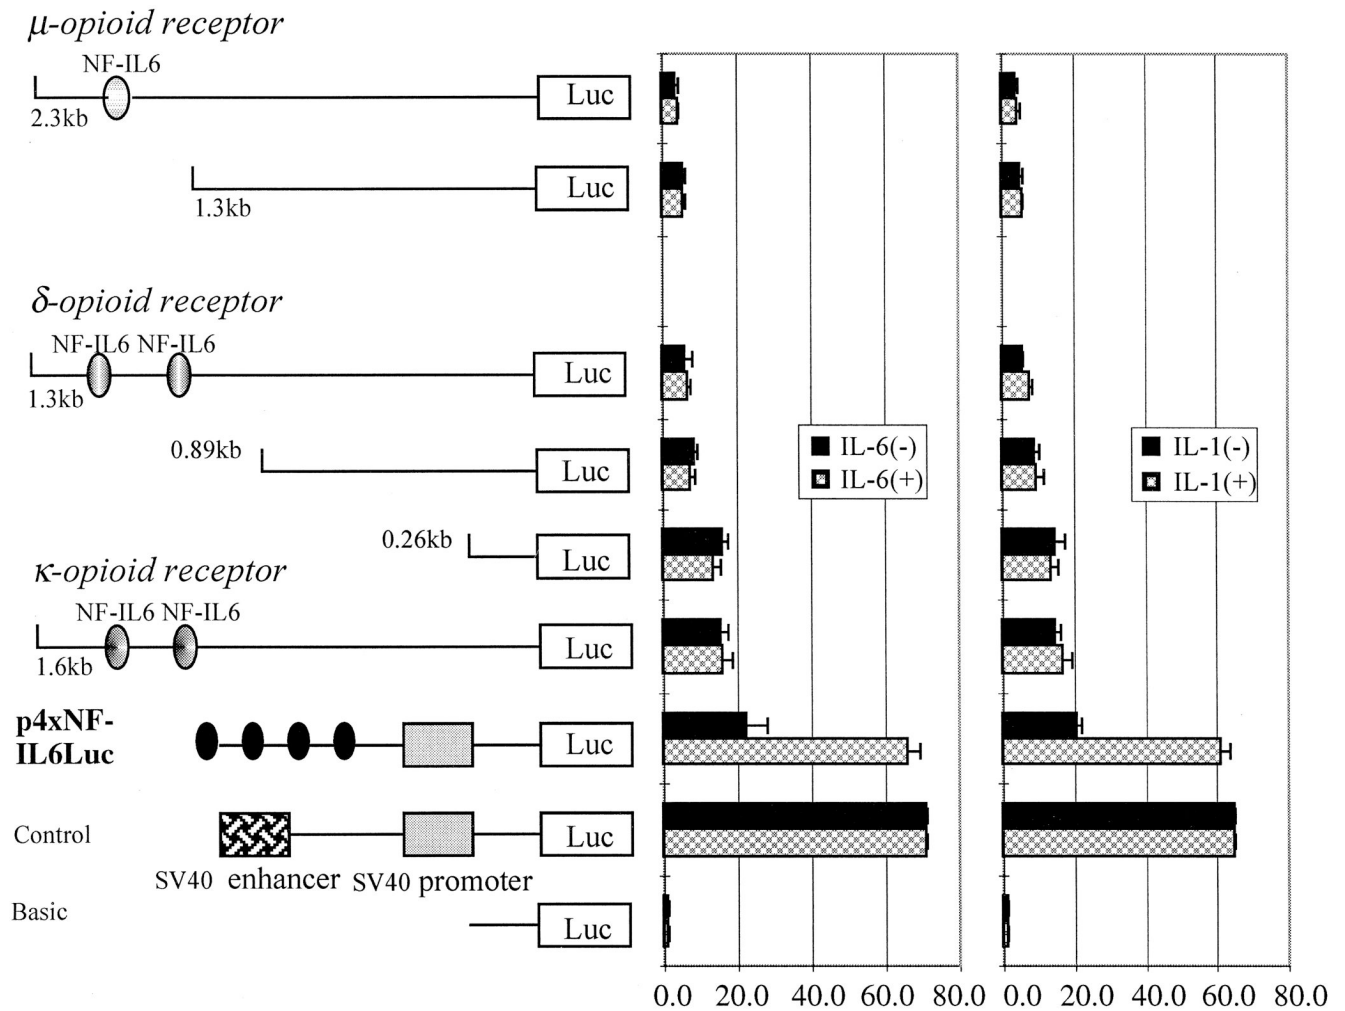 μ-opioid receptor
NF-IL6
2.3kb
Luc
1.3kb
Luc
δ-opioid receptor
NF-IL6 NF-IL6
1.3kb
Luc
0.89kb
Luc
0.26kb
Luc
κ-opioid receptor
NF-IL6 NF-IL6
1.6kb
Luc
p4xNF-
IL6Luc
Luc
Control
Luc
SV40 enhancer SV40 promoter
Basic
Luc
IL-6(-)
IL-6(+)
0.0 20.0 40.0 60.0 80.0
IL-1(-)
IL-1(+)
0.0 20.0 40.0 60.0 80.0